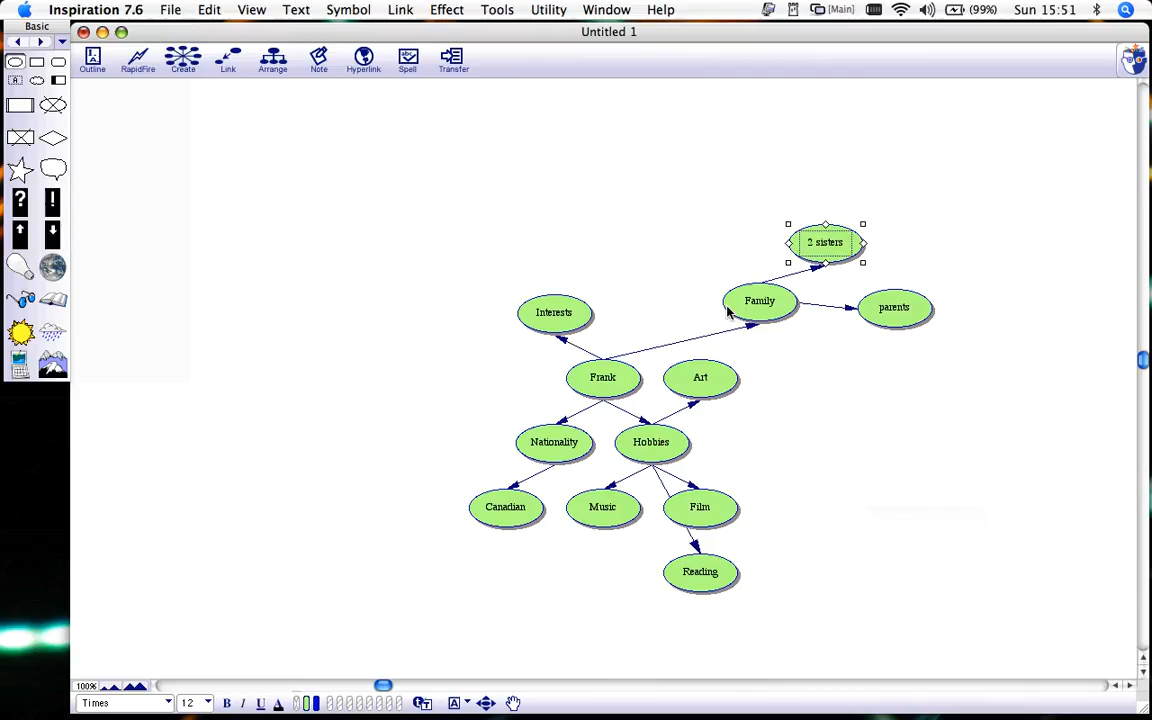 Inspiration 7.6 File Edit View Text Symbol Link Effect Tools Utility Window Help [Main] (99%) Sun 15:51
Basic
Untitled 1
Outline RapidFire Create Link Arrange Note Hyperlink Spell Transfer
2 sisters
Family
parents
Interests
Frank
Art
Nationality
Hobbies
Canadian
Music
Film
Reading
100%
Times 12 B I U A A